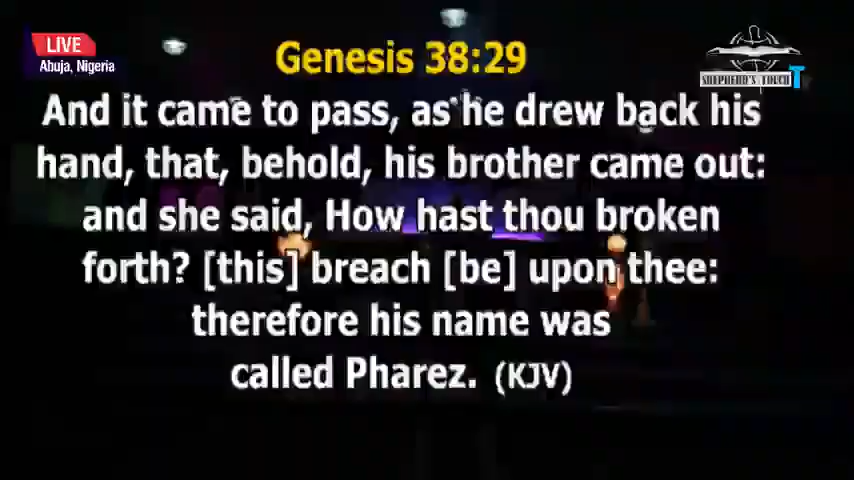 LIVE
Abuja, Nigeria
Genesis 38:29
SHEPHERD'S TOUCH T
And it came to pass, as he drew back his
hand, that, behold, his brother came out:
and she said, How hast thou broken
forth? [this] breach [be] upon thee:
therefore his name was
called Pharez. (KJV)